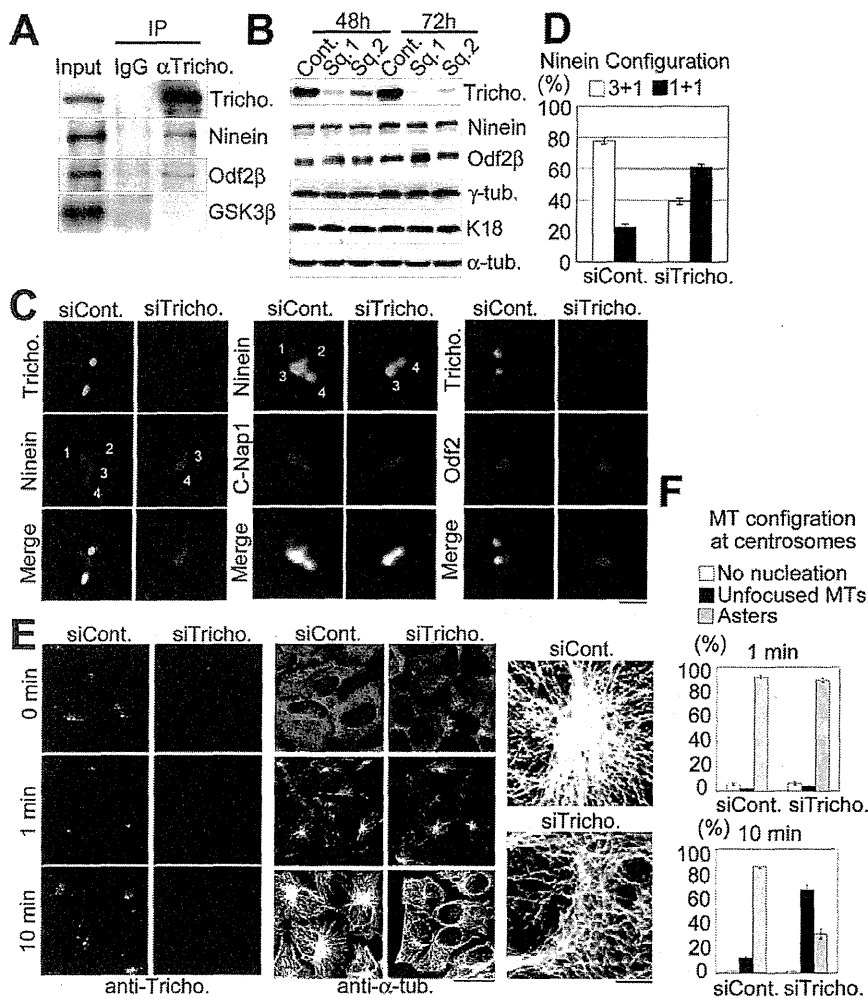 A
IP
Input IgG αTricho.
Tricho.
Ninein
Odf2β
GSK3β
B
48h 72h
Cont. Sq.1 Sq.2 Cont. Sq.1 Sq.2
Tricho.
Ninein
Odf2β
γ-tub.
K18
α-tub.
D
Ninein Configuration
(%) 3+1 1+1
100
80
60
40
20
0
siCont. siTricho.
C
siCont. siTricho. siCont. siTricho. siCont. siTricho.
Tricho. Ninein Tricho.
1 2 3 4 3 4
Ninein C-Nap1 Odf2
1 2 3 4 3 4
Merge Merge Merge
E
siCont. siTricho. siCont. siTricho.
0 min
1 min
10 min
anti-Tricho. anti-α-tub.
siCont.
siTricho.
F
MT configration
at centrosomes
No nucleation
Unfocused MTs
Asters
(%) 1 min
100
80
60
40
20
0
siCont. siTricho.
(%) 10 min
100
80
60
40
20
0
siCont. siTricho.